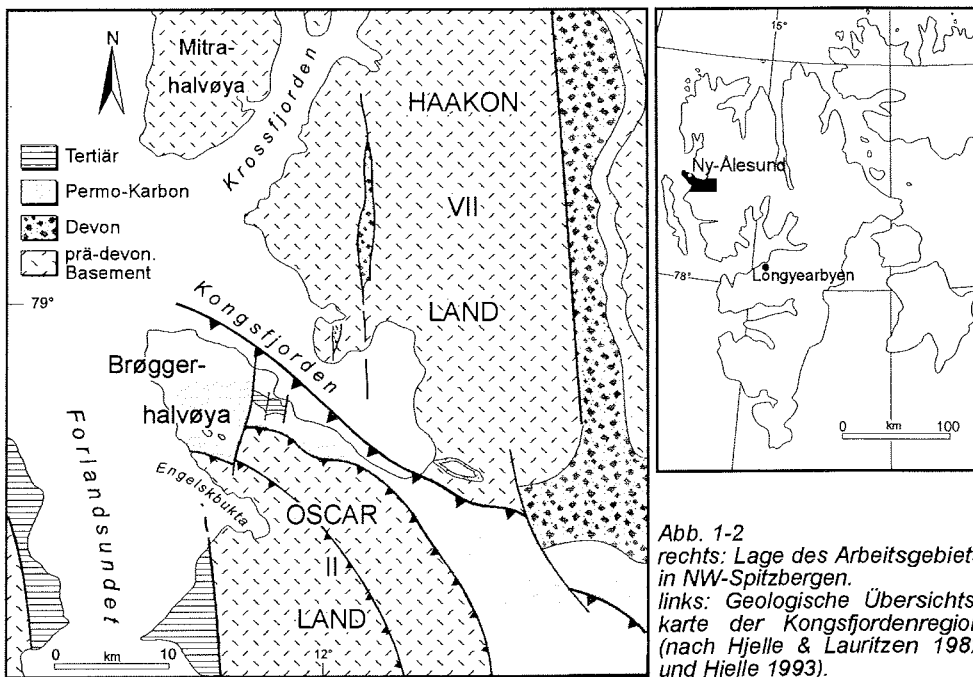 N
Mitra-
halvøya
Krossfjorden
HAAKON
VII
LAND
Tertiär
Permo-Karbon
Devon
prä-devon.
Basement
79°
Kongsfjorden
Brøgger-
halvøya
Forlandsundet
Engelskbukta
OSCAR
II
LAND
0 km 10
12°
15°
Ny-Ålesund
78°
Longyearbyen
0 km 100
Abb. 1-2
rechts: Lage des Arbeitsgebiets
in NW-Spitzbergen.
links: Geologische Übersichts-
karte der Kongsfjordenregion
(nach Hjelle & Lauritzen 198
und Hjelle 1993).